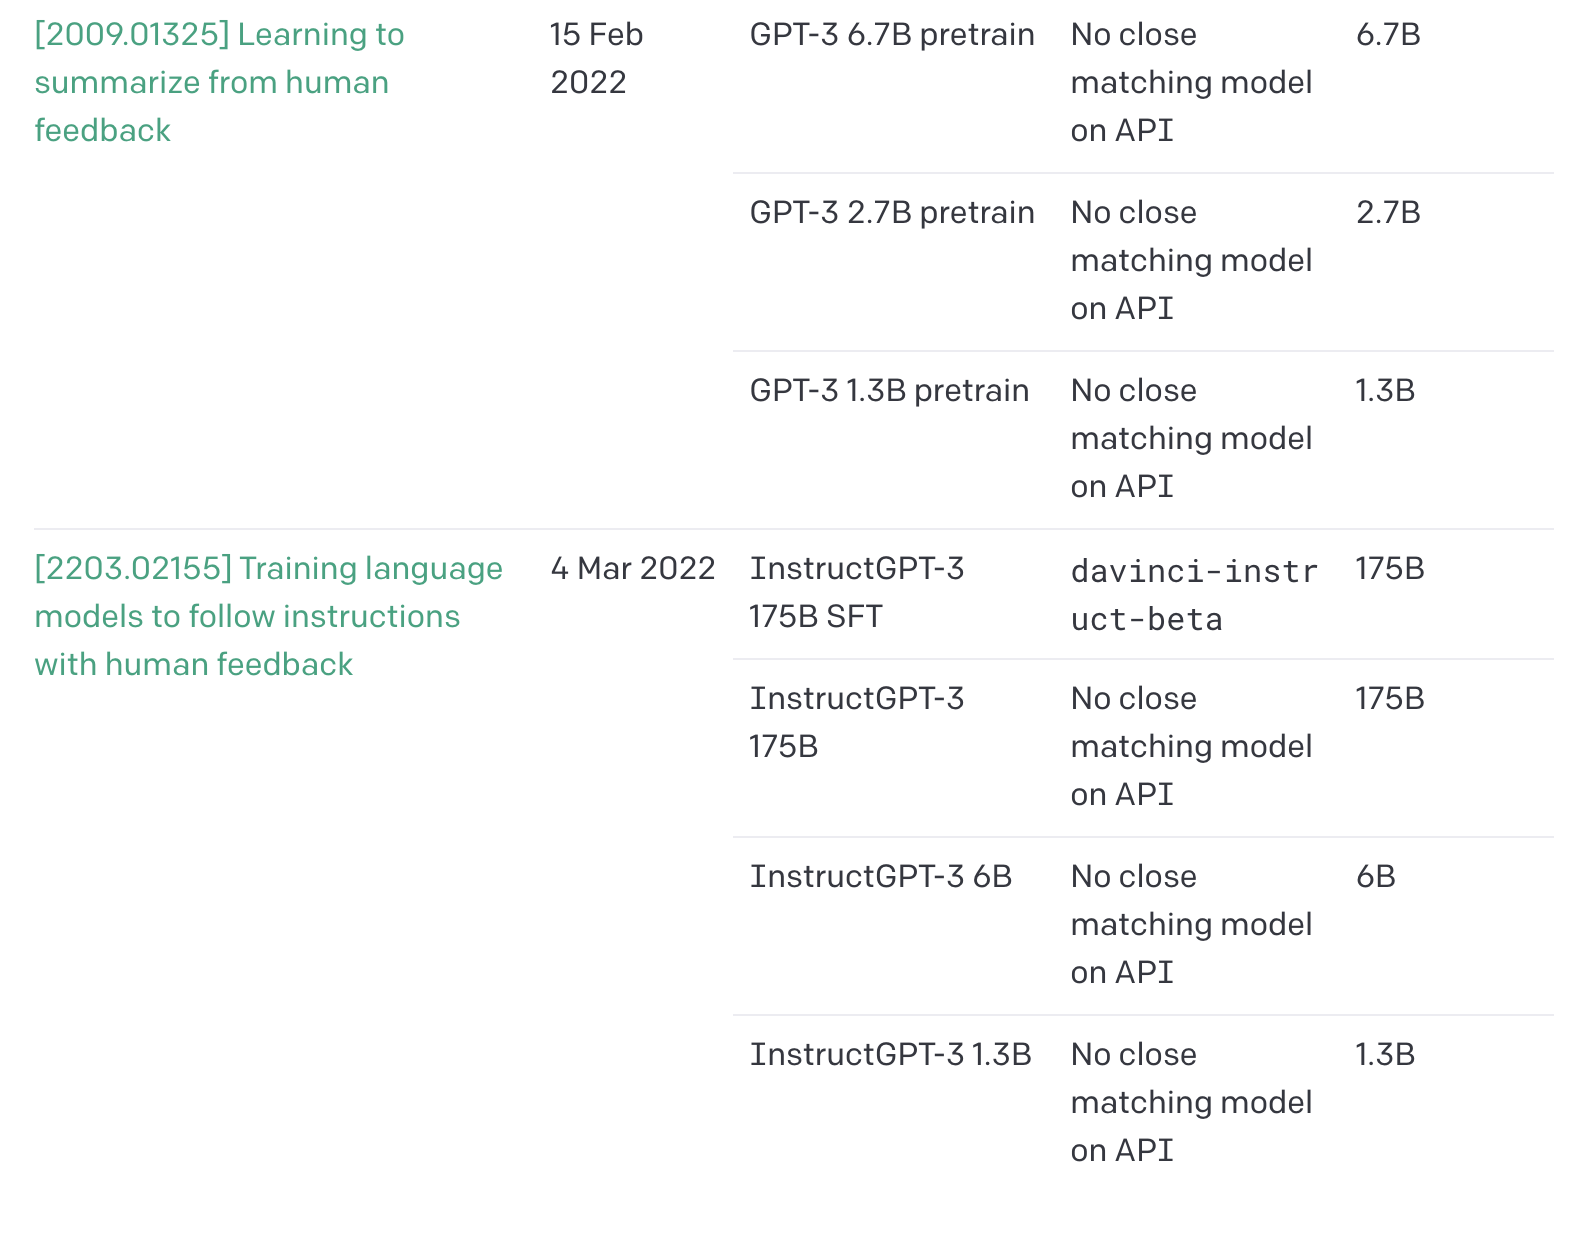 [2009.01325] Learning to
summarize from human
feedback
15 Feb
2022
GPT-3 6.7B pretrain
No close
matching model
on API
6.7B
GPT-3 2.7B pretrain
No close
matching model
on API
2.7B
GPT-3 1.3B pretrain
No close
matching model
on API
1.3B
[2203.02155] Training language
models to follow instructions
with human feedback
4 Mar 2022
InstructGPT-3
175B SFT
davinci-instr
uct-beta
175B
InstructGPT-3
175B
No close
matching model
on API
175B
InstructGPT-3 6B
No close
matching model
on API
6B
InstructGPT-3 1.3B
No close
matching model
on API
1.3B